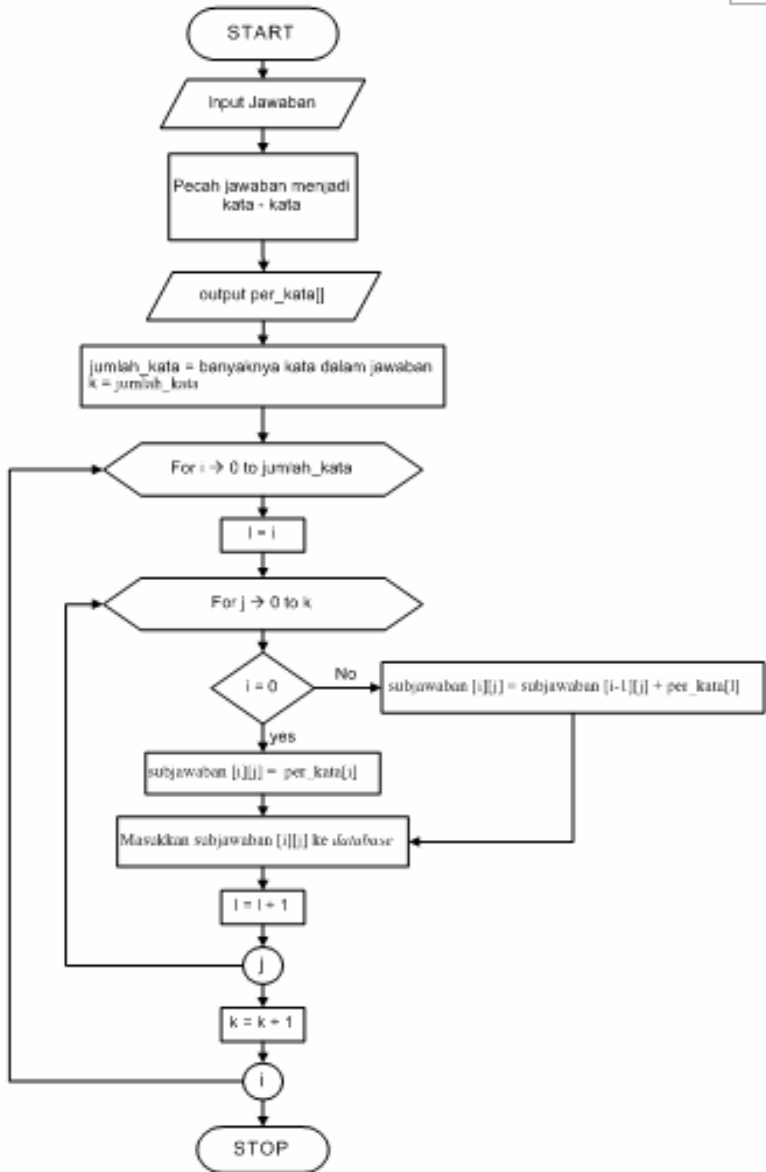 START
Input Jawaban
Pecah jawaban menjadi
kata - kata
output per_kata[]
jumlah_kata = banyaknya kata dalam jawaban
k = jumlah_kata
For i → 0 to jumlah_kata
l = i
For j → 0 to k
i = 0
No
subjawaban [i][j] = subjawaban [i-1][j] + per_kata[l]
yes
subjawaban [i][j] = per_kata[i]
Masukkan subjawaban [i][j] ke database
l = l + 1
j
k = k + 1
i
STOP